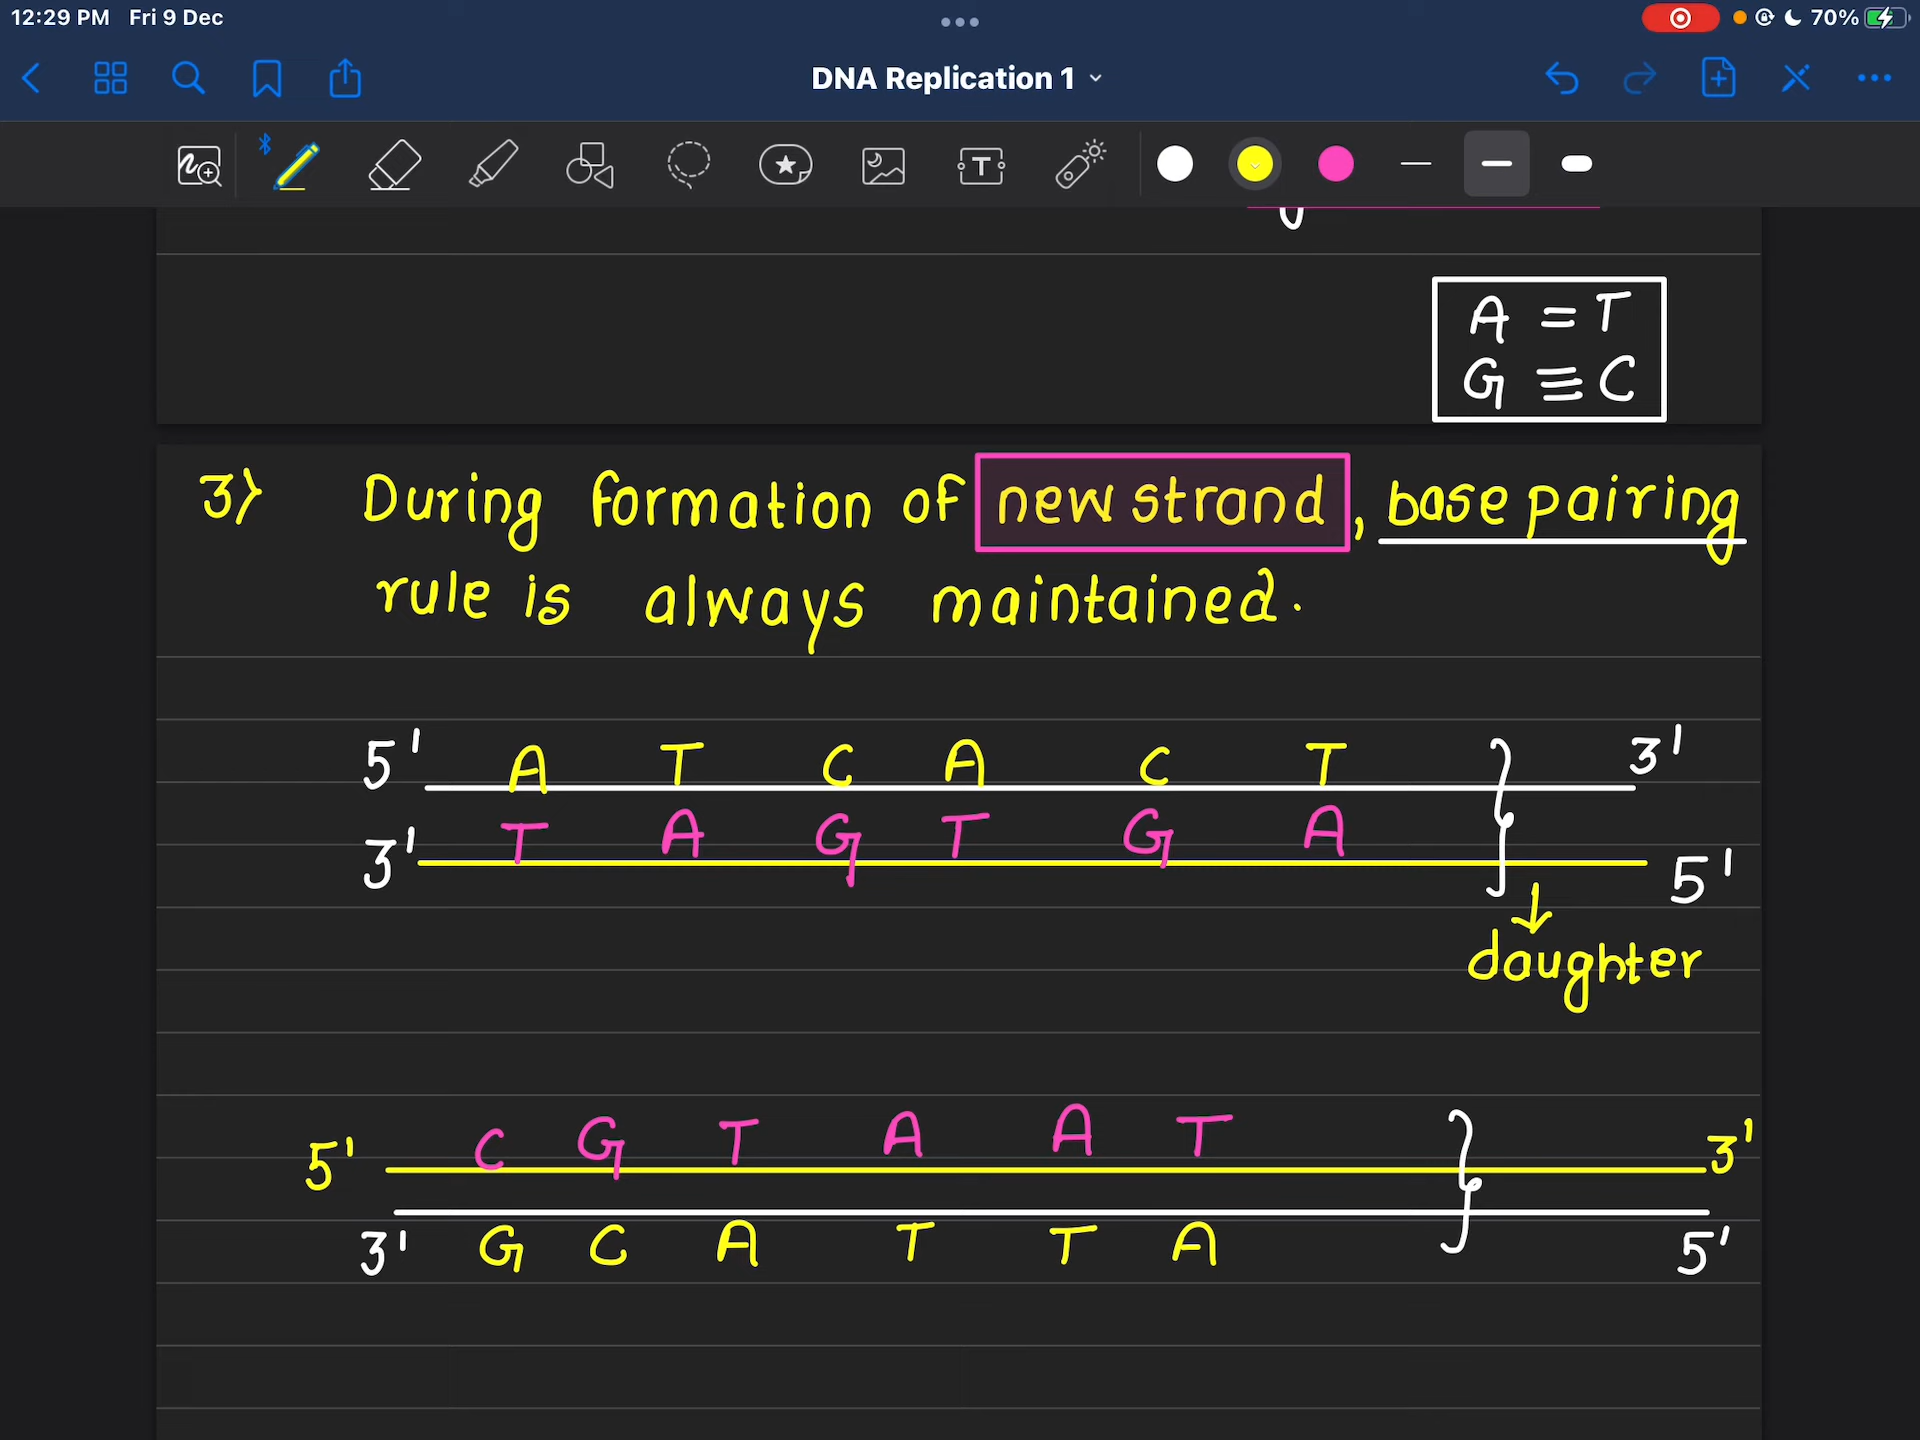 12:29 PM Fri 9 Dec
70%
DNA Replication 1
A = T
G ≡ C
3) During formation of new strand, base pairing
rule is always maintained.
5' A T C A C T 3'
3' T A G T G A 5'
daughter
5' C G T A A T 3'
3' G C A T T A 5'